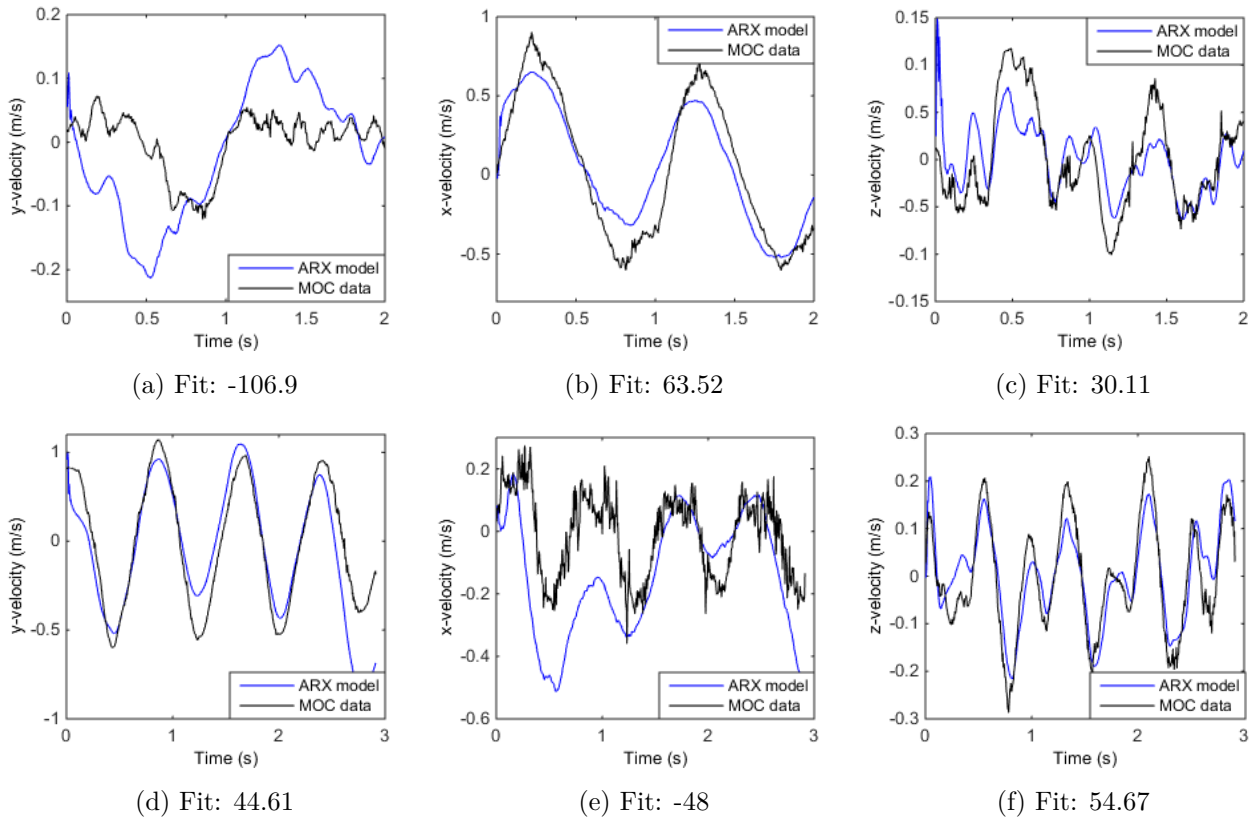 0.2
0.1
0
-0.1
-0.2
y-velocity (m/s)
ARX model
MOC data
0 0.5 1 1.5 2
Time (s)
(a) Fit: -106.9
1
0.5
0
-0.5
-1
x-velocity (m/s)
ARX model
MOC data
0 0.5 1 1.5 2
Time (s)
(b) Fit: 63.52
0.15
0.1
0.5
0
-0.5
0.1
-0.15
z-velocity (m/s)
ARX model
MOC data
0 0.5 1 1.5 2
Time (s)
(c) Fit: 30.11
1
0.5
0
-0.5
-1
y-velocity (m/s)
ARX model
MOC data
0 1 2 3
Time (s)
(d) Fit: 44.61
0.2
0
-0.2
-0.4
-0.6
x-velocity (m/s)
ARX model
MOC data
0 1 2 3
Time (s)
(e) Fit: -48
0.3
0.2
0.1
0
-0.1
-0.2
-0.3
z-velocity (m/s)
ARX model
MOC data
0 1 2 3
Time (s)
(f) Fit: 54.67